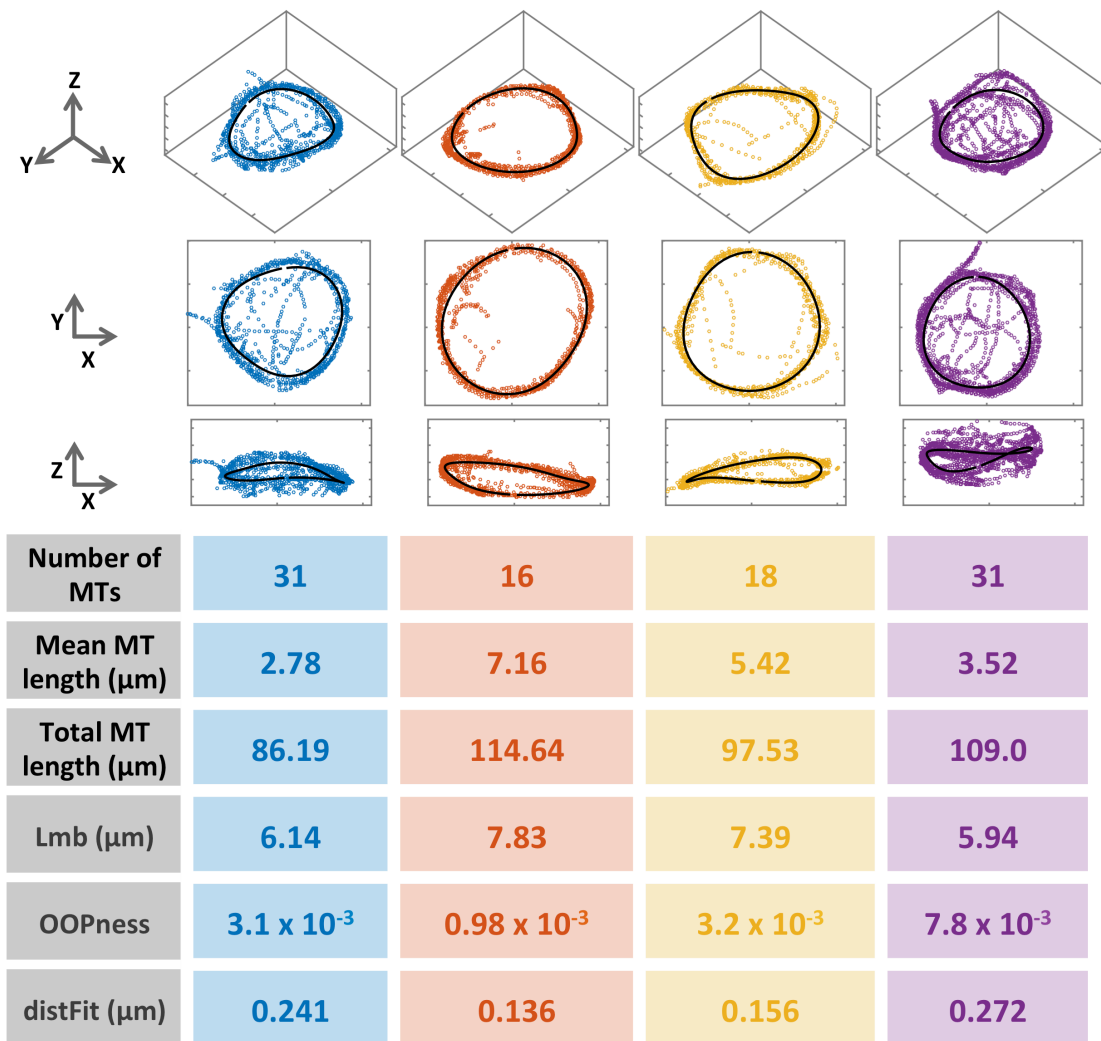 Z
Y
X
Y
X
Z
X
Number of
MTs
31
16
18
31
Mean MT
length (μm)
2.78
7.16
5.42
3.52
Total MT
length (μm)
86.19
114.64
97.53
109.0
Lmb (μm)
6.14
7.83
7.39
5.94
OOPness
3.1 x 10⁻³
0.98 x 10⁻³
3.2 x 10⁻³
7.8 x 10⁻³
distFit (μm)
0.241
0.136
0.156
0.272